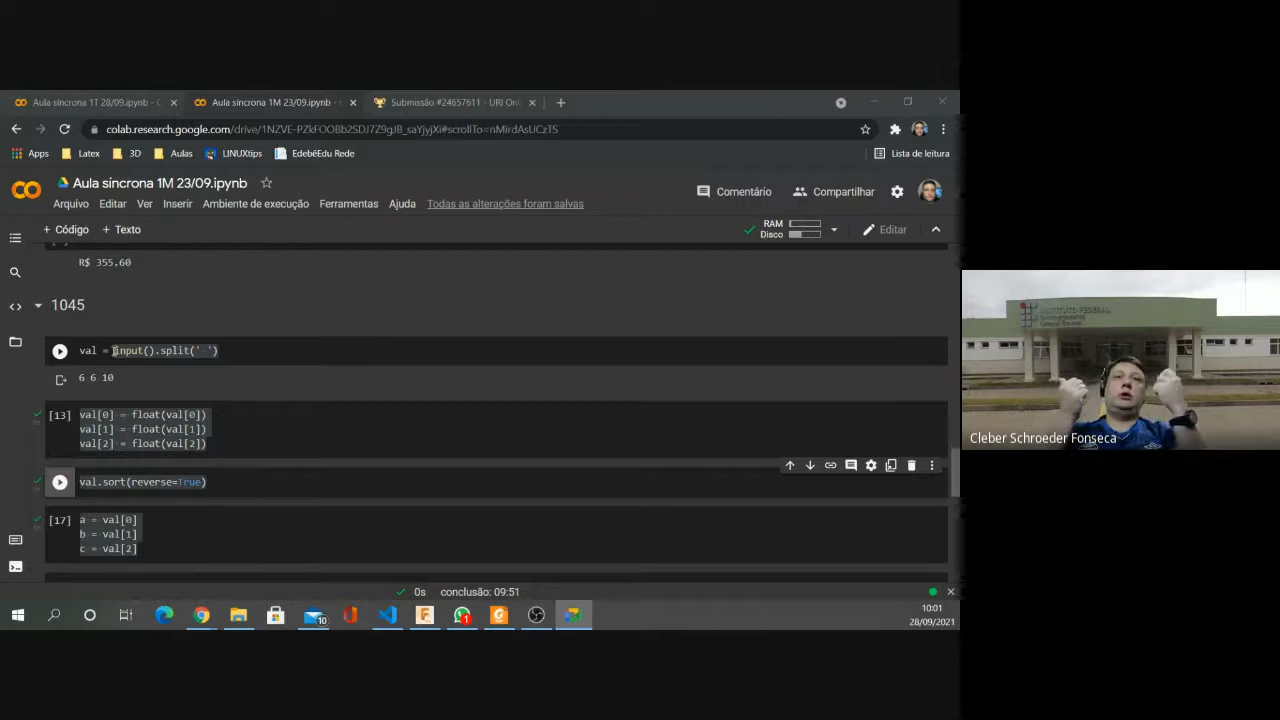 Aula síncrona 1T 28/09.ipynb - C
Aula síncrona 1M 23/09.ipynb -
Submissão #24657611 - URI Onl
colab.research.google.com/drive/1NZVE-PZkFOOBb2SDJ7Z9gJB_saYjyjXi#scrollTo=nMirdAsUCzTS
Apps
Latex
3D
Aulas
LINUXtips
EdebêEdu Rede
Lista de leitura
Aula síncrona 1M 23/09.ipynb
Comentário
Compartilhar
Arquivo Editar Ver Inserir Ambiente de execução Ferramentas Ajuda Todas as alterações foram salvas
+ Código + Texto
RAM
Disco
Editar
R$ 355.60
1045
val = input().split(' ')
6 6 10
[13]
val[0] = float(val[0])
val[1] = float(val[1])
val[2] = float(val[2])
val.sort(reverse=True)
[17]
a = val[0]
b = val[1]
c = val[2]
0s conclusão: 09:51
10
1
10:01
28/09/2021
INSTITUTO FEDERAL
Cleber Schroeder Fonseca